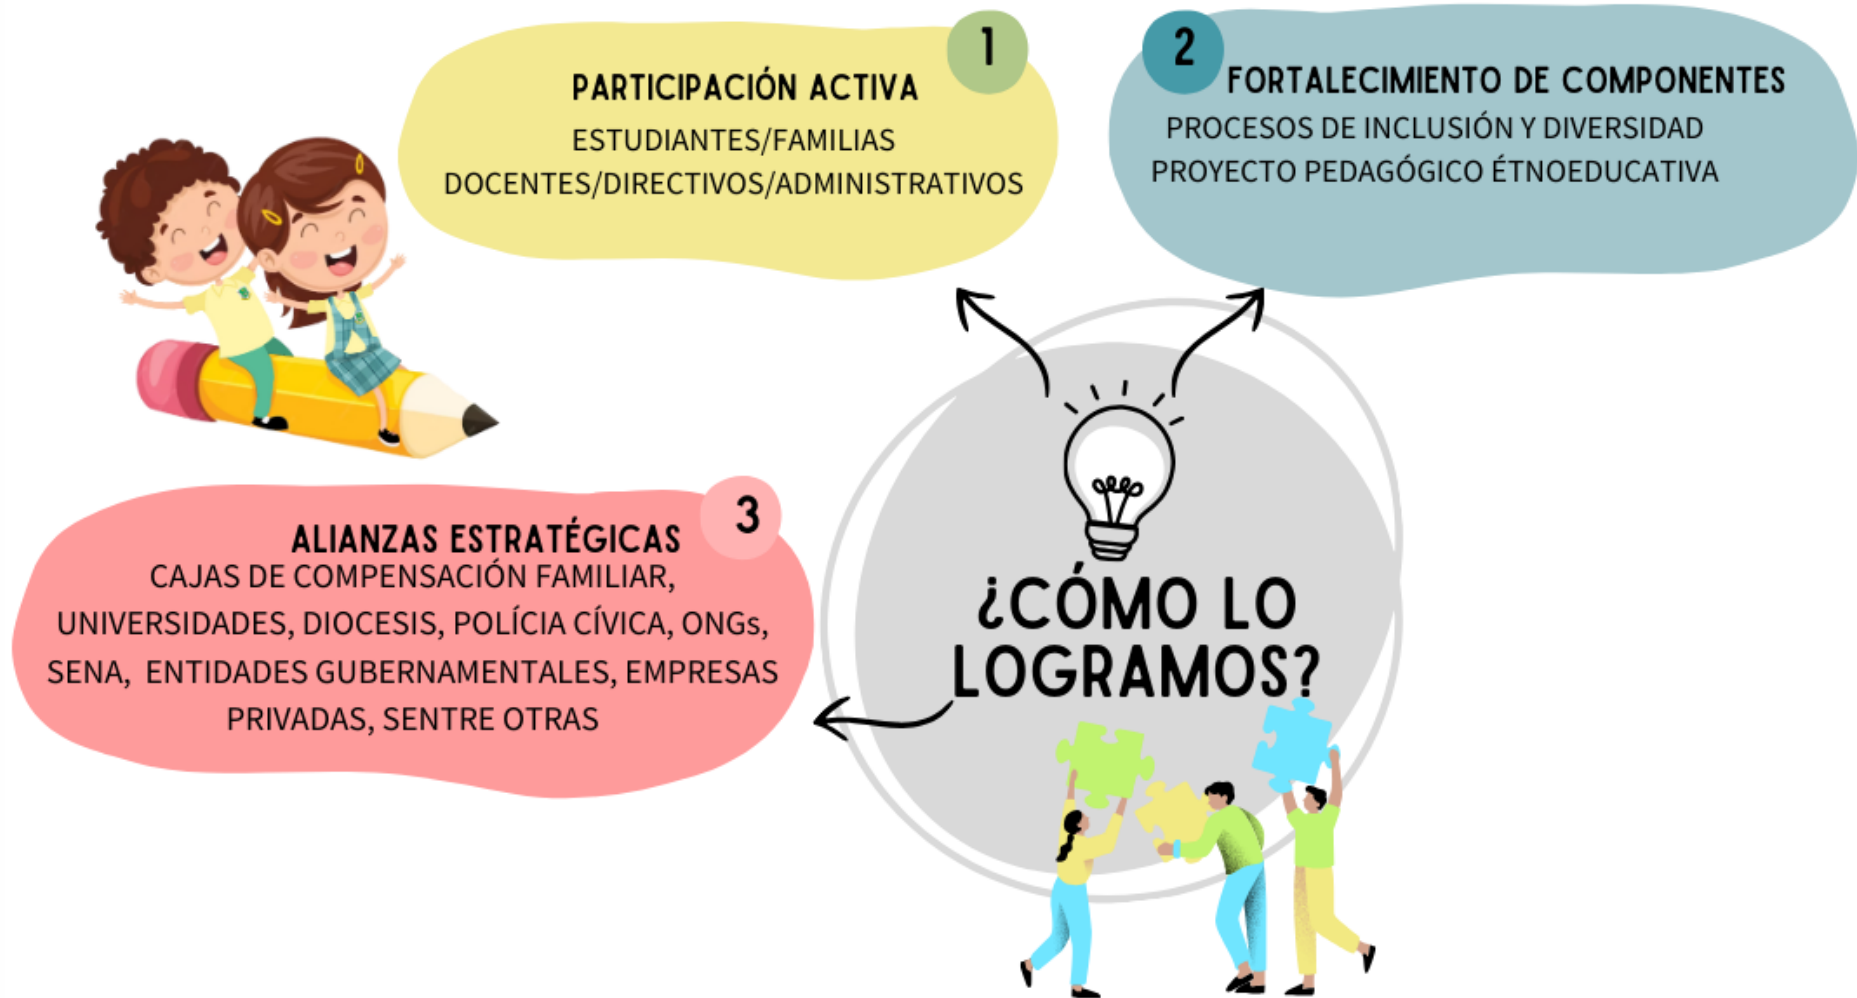 1
PARTICIPACIÓN ACTIVA
ESTUDIANTES/FAMILIAS
DOCENTES/DIRECTIVOS/ADMINISTRATIVOS
2
FORTALECIMIENTO DE COMPONENTES
PROCESOS DE INCLUSIÓN Y DIVERSIDAD
PROYECTO PEDAGÓGICO ÉTNOEDUCATIVA
3
ALIANZAS ESTRATÉGICAS
CAJAS DE COMPENSACIÓN FAMILIAR,
UNIVERSIDADES, DIOCESIS, POLÍCIA CÍVICA, ONGs,
SENA, ENTIDADES GUBERNAMENTALES, EMPRESAS
PRIVADAS, SENTRE OTRAS
¿CÓMO LO
LOGRAMOS?